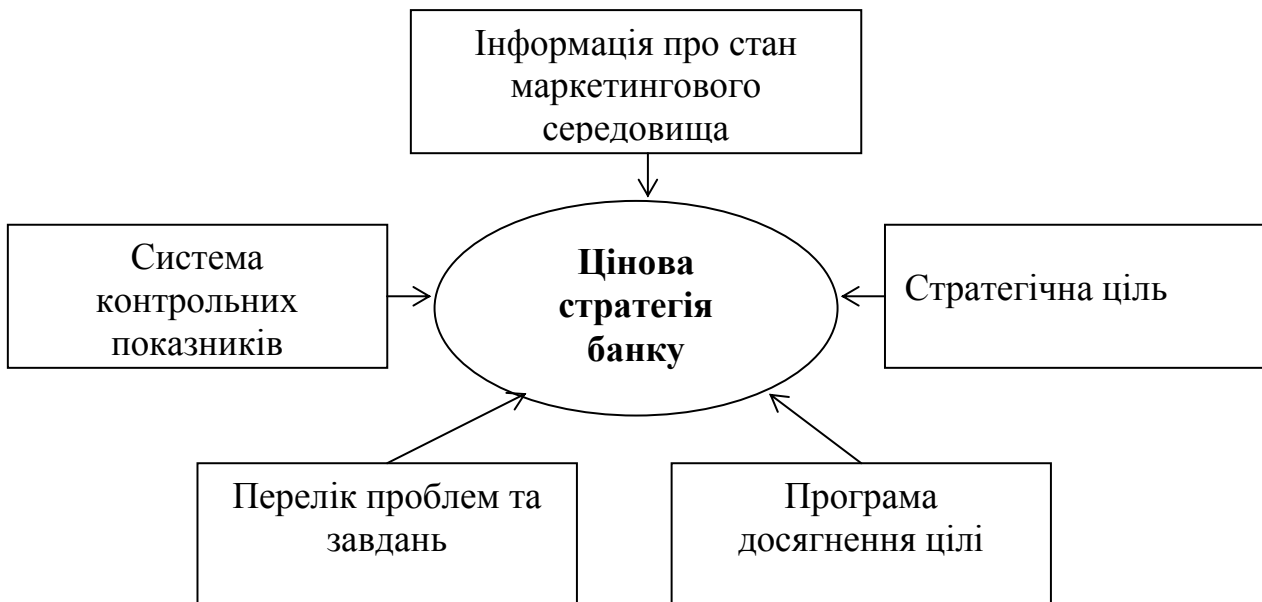 Інформація про стан
маркетингового
середовища
Система
контрольних
показників
Цінова
стратегія
банку
Стратегічна ціль
Перелік проблем та
завдань
Програма
досягнення цілі